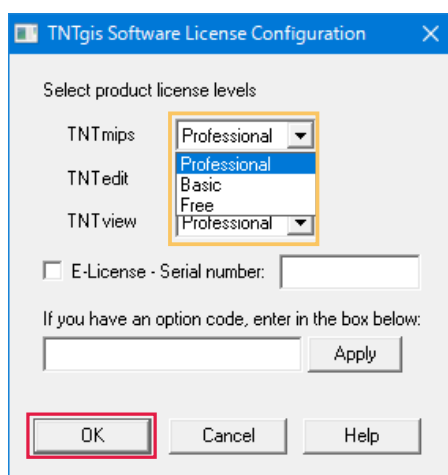 TNTgis Software License Configuration
Select product license levels
TNTmips Professional
Professional
TNTedit Basic
Free
TNTview Professional
E-License - Serial number:
If you have an option code, enter in the box below:
Apply
OK Cancel Help